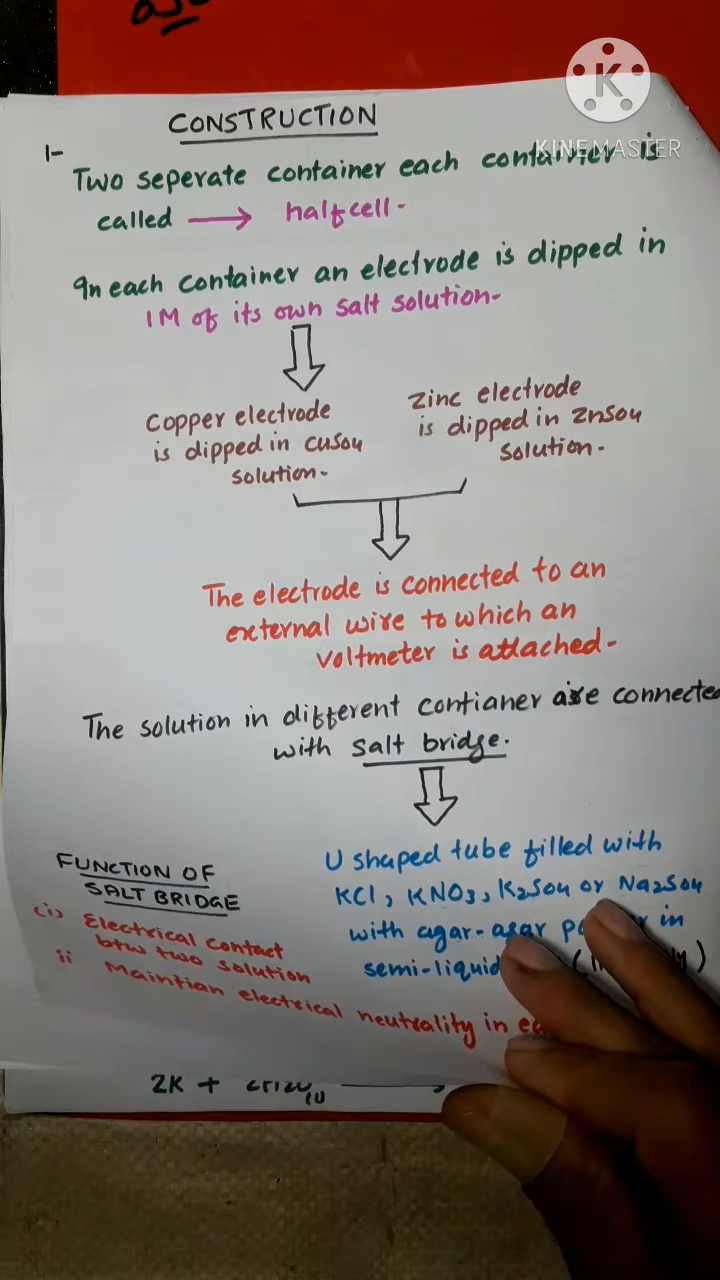 CONSTRUCTION
1-
KINEMASTER
Two seperate container each container is
called → halfcell-
In each container an electrode is dipped in
1M of its own salt solution-
Copper electrode
is dipped in CuSO4
solution-
Zinc electrode
is dipped in ZnSO4
solution-
The electrode is connected to an
external wire to which an
voltmeter is attached-
The solution in different contianer are connected
with salt bridge.
U shaped tube filled with
KCl, KNO3, K2SO4 or Na2SO4
with agar-agar in
semi-liquid
FUNCTION OF
SALT BRIDGE
(i) Electrical contact
btw two solution
ii Maintian electrical neutrality in
2K +